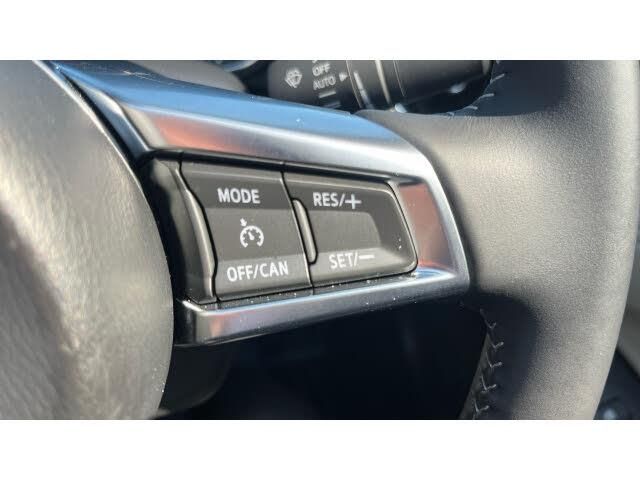 OFF
AUTO
MODE
OFF/CAN
RES/+
SET/-